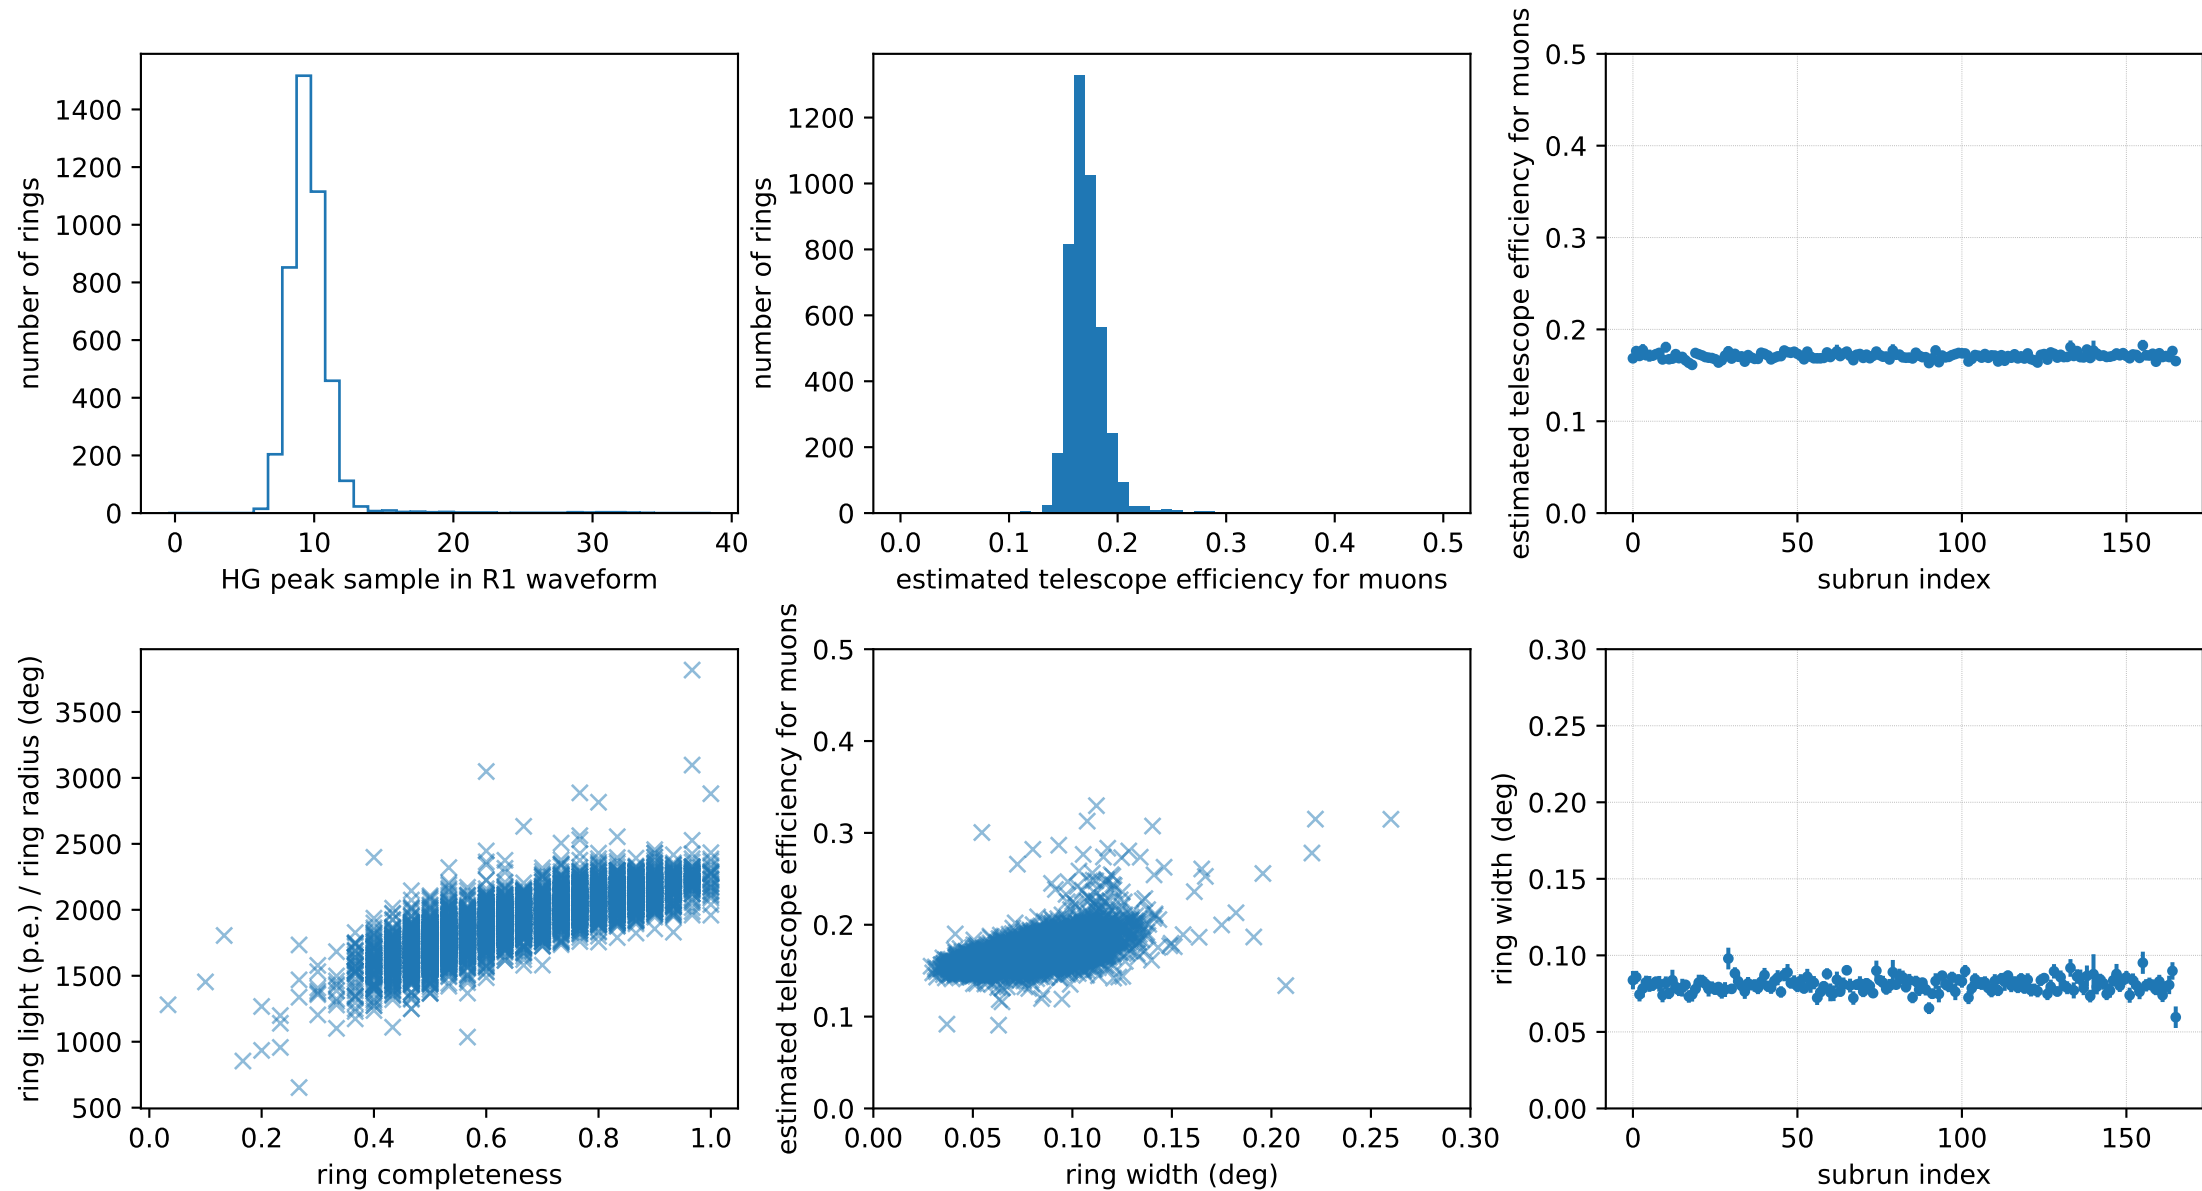 number of rings
1400
1200
1000
800
600
400
200
0
0 10 20 30 40
HG peak sample in R1 waveform
number of rings
1200
1000
800
600
400
200
0
0.0 0.1 0.2 0.3 0.4 0.5
estimated telescope efficiency for muons
estimated telescope efficiency for muons
0.5
0.4
0.3
0.2
0.1
0.0
0 50 100 150
subrun index
ring light (p.e.) / ring radius (deg)
3500
3000
2500
2000
1500
1000
500
0.0 0.2 0.4 0.6 0.8 1.0
ring completeness
estimated telescope efficiency for muons
0.5
0.4
0.3
0.2
0.1
0.0
0.00 0.05 0.10 0.15 0.20 0.25 0.30
ring width (deg)
ring width (deg)
0.30
0.25
0.20
0.15
0.10
0.05
0.00
0 50 100 150
subrun index